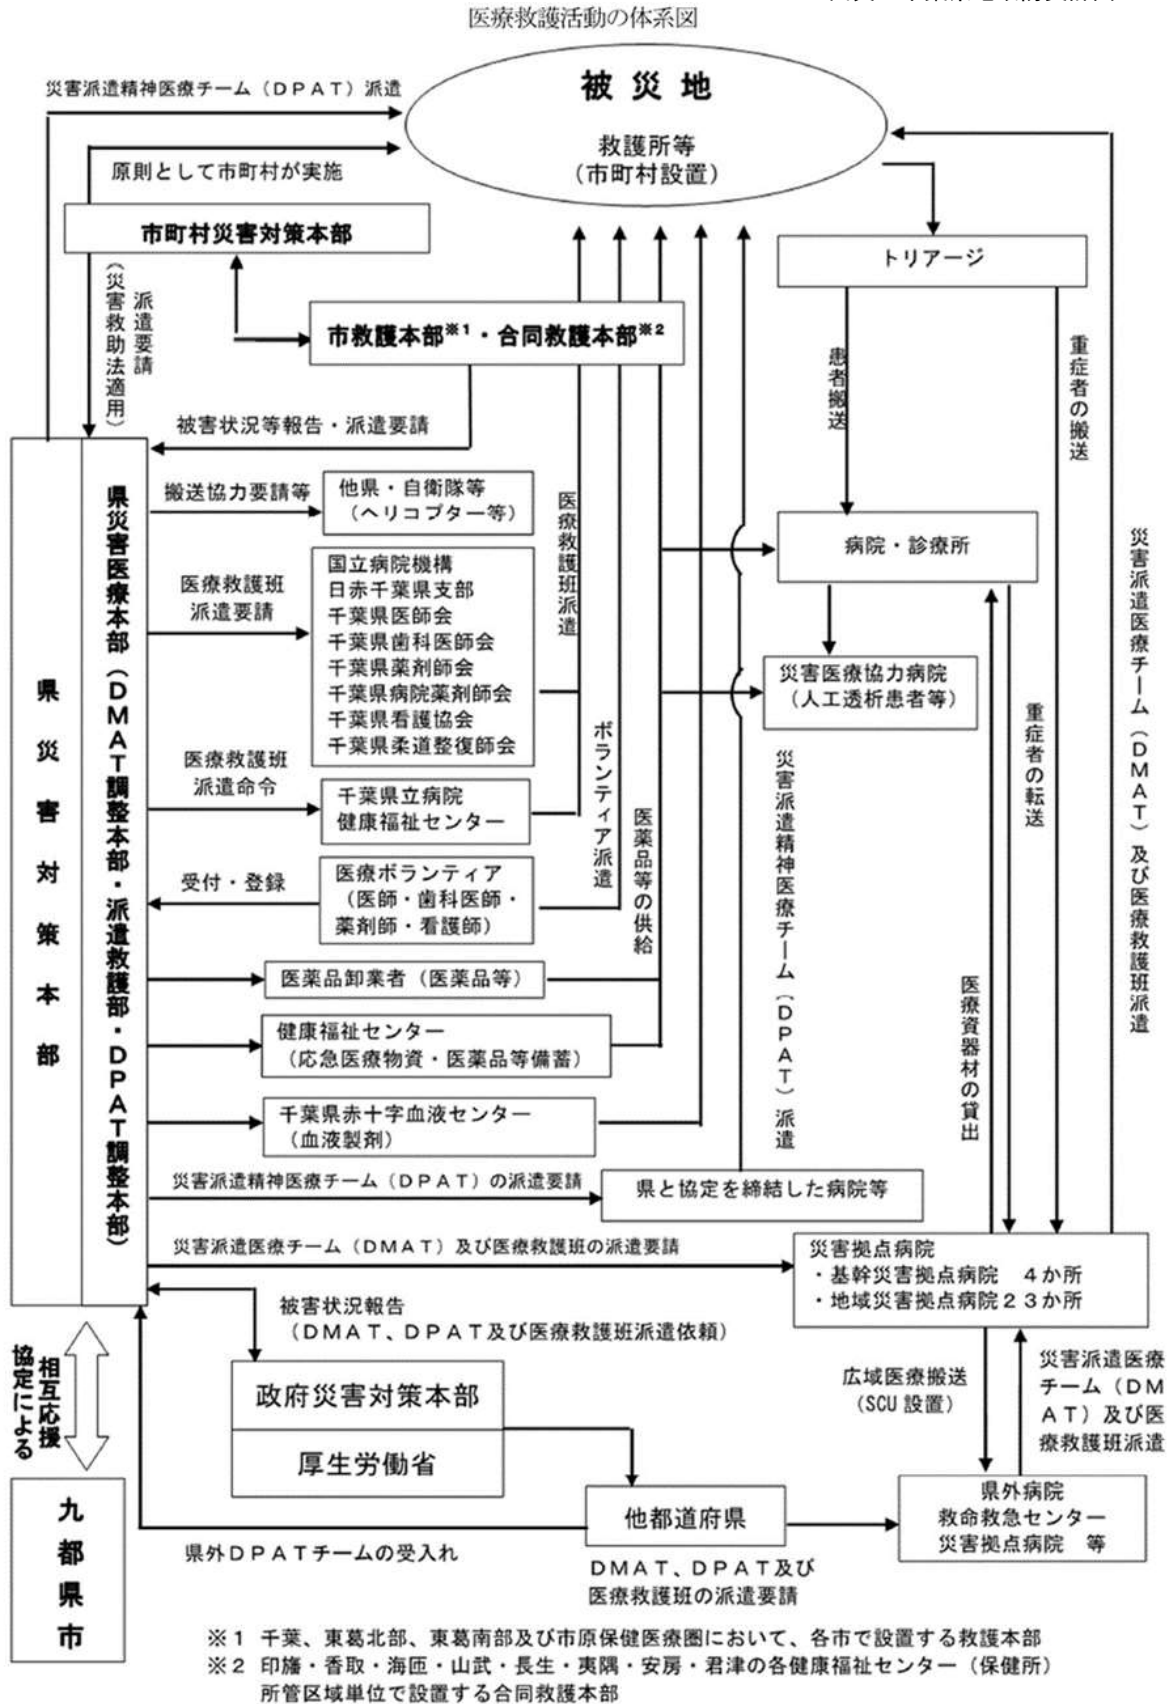 医療救護活動の体系図
被災地
救護所等
（市町村設置）
災害派遣精神医療チーム（ＤＰＡＴ）派遣
原則として市町村が実施
市町村災害対策本部
派遣要請
（災害救助法適用）
市救護本部※1・合同救護本部※2
被害状況等報告・派遣要請
トリアージ
患者搬送
重症者の搬送
県災害対策本部
県災害医療本部（ＤＭＡＴ調整本部・派遣救護部・ＤＰＡＴ調整本部）
搬送協力要請等
他県・自衛隊等
（ヘリコプター等）
医療救護班
派遣要請
国立病院機構
日赤千葉県支部
千葉県医師会
千葉県歯科医師会
千葉県薬剤師会
千葉県病院薬剤師会
千葉県看護協会
千葉県柔道整復師会
医療救護班
派遣命令
千葉県立病院
健康福祉センター
受付・登録
医療ボランティア
（医師・歯科医師・
薬剤師・看護師）
医薬品卸業者（医薬品等）
健康福祉センター
（応急医療物資・医薬品等備蓄）
千葉県赤十字血液センター
（血液製剤）
災害派遣精神医療チーム（ＤＰＡＴ）の派遣要請
県と協定を締結した病院等
災害派遣医療チーム（ＤＭＡＴ）及び医療救護班の派遣要請
医療救護班派遣
ボランティア派遣
医薬品等の供給
災害派遣精神医療チーム（ＤＰＡＴ）派遣
病院・診療所
災害医療協力病院
（人工透析患者等）
重症者の転送
医療資器材の貸出
災害派遣医療チーム（ＤＭＡＴ）及び医療救護班派遣
災害拠点病院
・基幹災害拠点病院　４か所
・地域災害拠点病院２３か所
被害状況報告
（ＤＭＡＴ、ＤＰＡＴ及び医療救護班派遣依頼）
政府災害対策本部
厚生労働省
広域医療搬送
（SCU 設置）
災害派遣医療
チーム（ＤＭ
ＡＴ）及び医
療救護班派遣
県外病院
救命救急センター
災害拠点病院　等
他都道府県
ＤＭＡＴ、ＤＰＡＴ及び
医療救護班の派遣要請
県外ＤＰＡＴチームの受入れ
相互応援
協定による
九都県市
※１　千葉、東葛北部、東葛南部及び市原保健医療圏において、各市で設置する救護本部
※２　印旛・香取・海匝・山武・長生・夷隅・安房・君津の各健康福祉センター（保健所）
所管区域単位で設置する合同救護本部